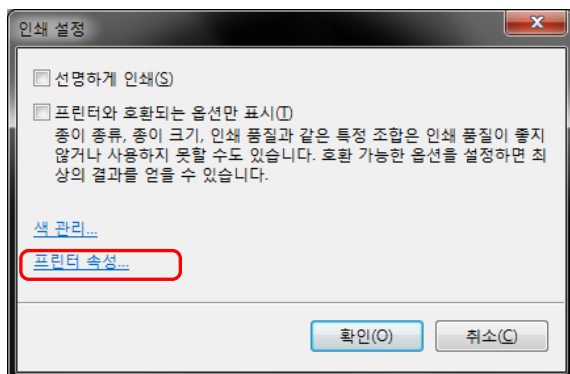 인쇄 설정
선명하게 인쇄(S)
프린터와 호환되는 옵션만 표시(T)
종이 종류, 종이 크기, 인쇄 품질과 같은 특정 조합은 인쇄 품질이 좋지
않거나 사용하지 못할 수도 있습니다. 호환 가능한 옵션을 설정하면 최
상의 결과를 얻을 수 있습니다.
색 관리...
프린터 속성...
확인(O) 취소(C)